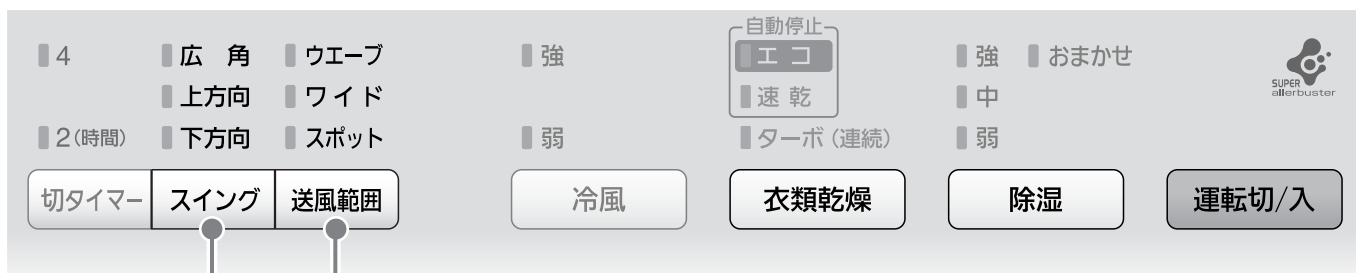 自動停止
4 広角 ウエーブ 強 エコ 強 おまかせ
上方向 ワイド 速乾 中
2(時間) 下方向 スポット 弱 ターボ(連続) 弱
SUPER
allerbuster
切タイマー スイング 送風範囲 冷風 衣類乾燥 除湿 運転切/入